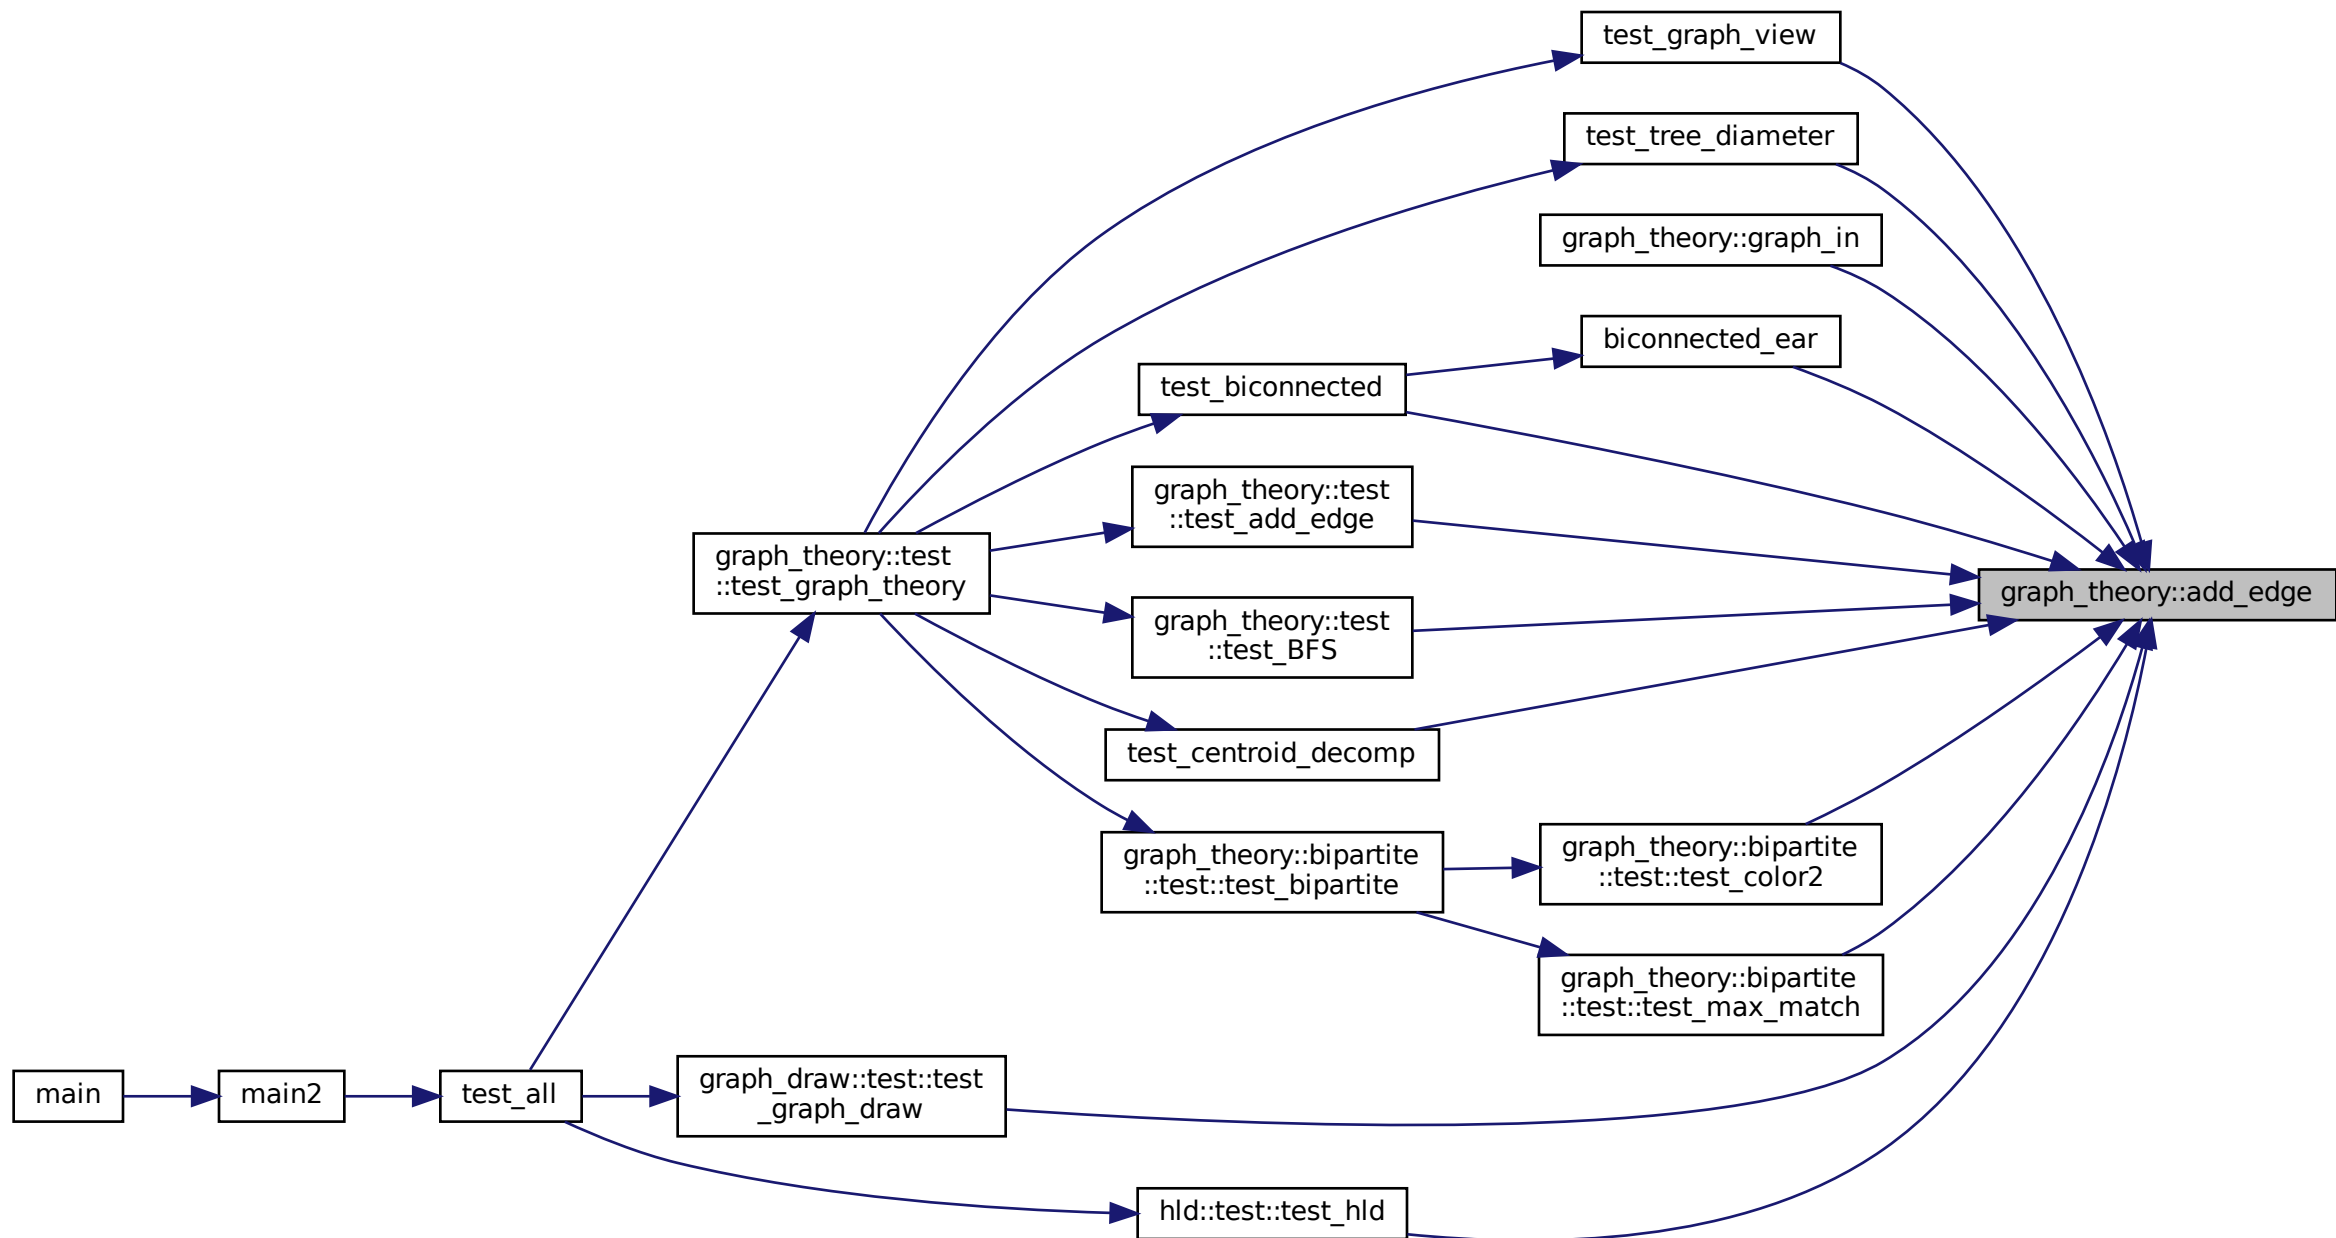 test_graph_view
test_tree_diameter
graph_theory::graph_in
biconnected_ear
test_biconnected
graph_theory::test
::test_add_edge
graph_theory::test
::test_graph_theory
graph_theory::add_edge
graph_theory::test
::test_BFS
test_centroid_decomp
graph_theory::bipartite
::test::test_bipartite
graph_theory::bipartite
::test::test_color2
graph_theory::bipartite
::test::test_max_match
main
main2
test_all
graph_draw::test::test
_graph_draw
hld::test::test_hld